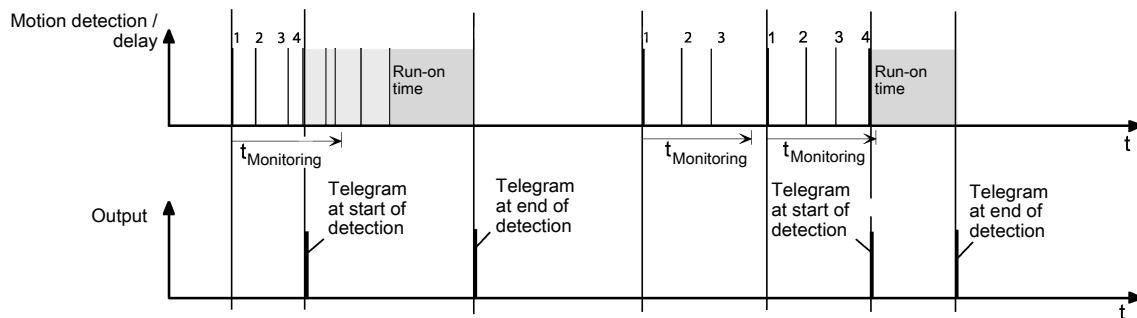 Motion detection /
delay
1 2 3 4
Run-on
time
1 2 3
1 2 3 4
Run-on
time
t
tMonitoring
tMonitoring
tMonitoring
Output
Telegram
at start of
detection
Telegram
at end of
detection
Telegram
at start of
detection
Telegram
at end of
detection
t